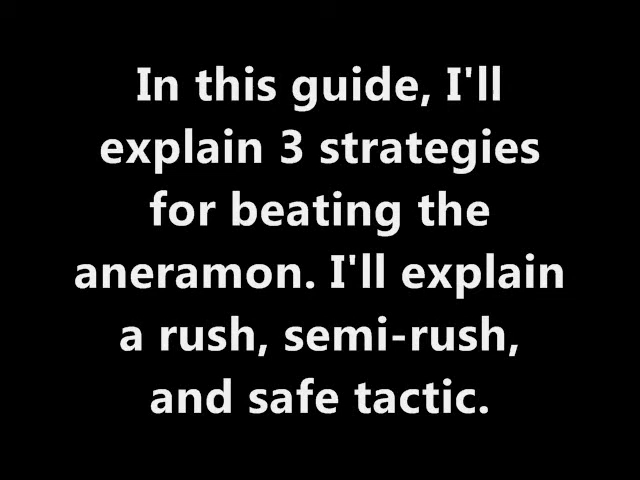 In this guide, I'll
explain 3 strategies
for beating the
aneramon. I'll explain
a rush, semi-rush,
and safe tactic.